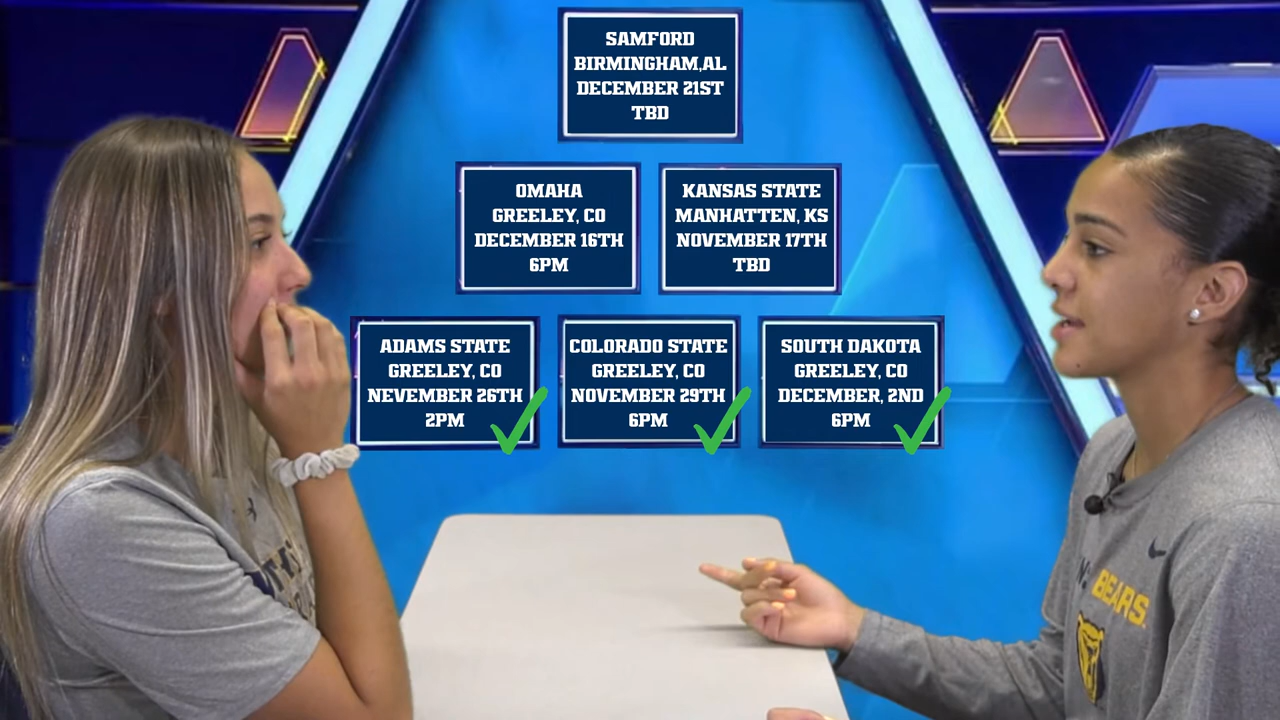 SAMFORD
BIRMINGHAM,AL
DECEMBER 21ST
TBD
OMAHA
GREELEY, CO
DECEMBER 16TH
6PM
KANSAS STATE
MANHATTEN, KS
NOVEMBER 17TH
TBD
ADAMS STATE
GREELEY, CO
NEVEMBER 26TH
2PM
COLORADO STATE
GREELEY, CO
NOVEMBER 29TH
6PM
SOUTH DAKOTA
GREELEY, CO
DECEMBER, 2ND
6PM
BEARS